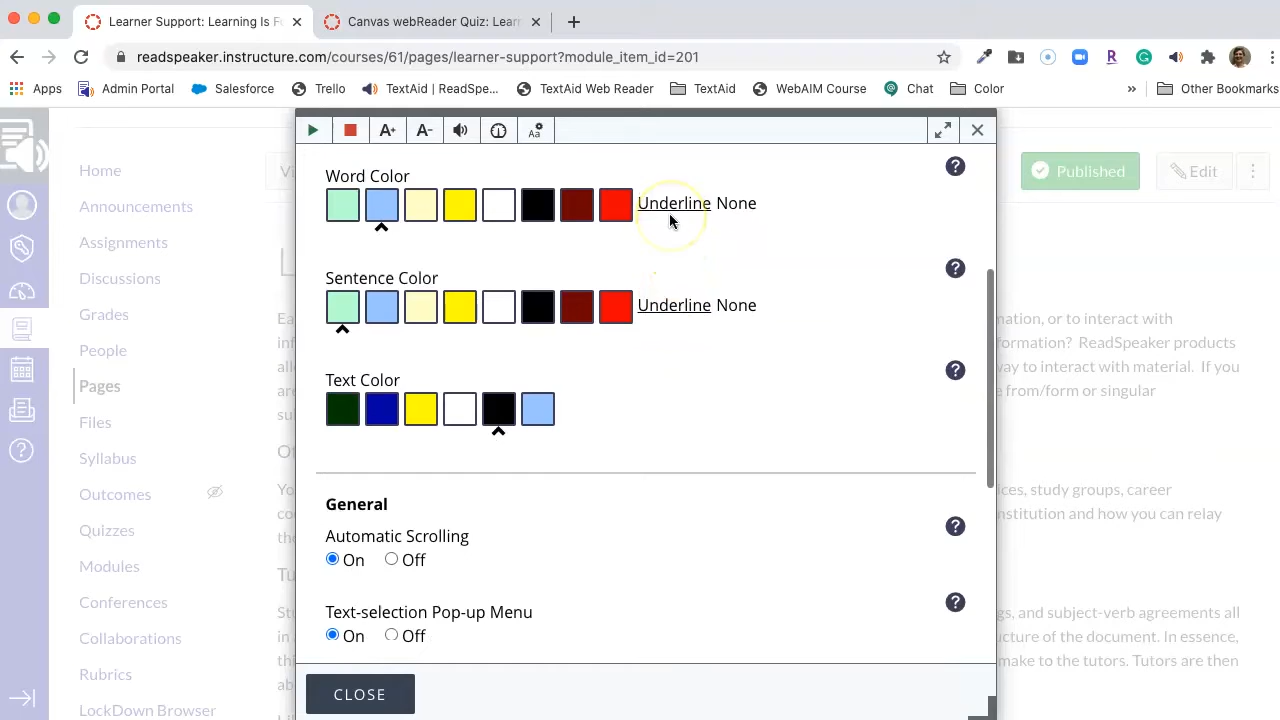 Learner Support: Learning Is Fu
Canvas webReader Quiz: Learn
readspeaker.instructure.com/courses/61/pages/learner-support?module_item_id=201
Apps
Admin Portal
Salesforce
Trello
TextAid | ReadSpe...
TextAid Web Reader
TextAid
WebAIM Course
Chat
Color
»
Other Bookmarks
A+
A-
Aa
Home
Announcements
Assignments
Discussions
Grades
People
Pages
Files
Syllabus
Outcomes
Quizzes
Modules
Conferences
Collaborations
Rubrics
LockDown Browser
Published
Edit
Word Color
Underline None
Sentence Color
Underline None
Text Color
General
Automatic Scrolling
On Off
Text-selection Pop-up Menu
On Off
CLOSE
mation, or to interact with
formation? ReadSpeaker products
way to interact with material. If you
e from/form or singular
ices, study groups, career
stitution and how you can relay
gs, and subject-verb agreements all
ucture of the document. In essence,
make to the tutors. Tutors are then